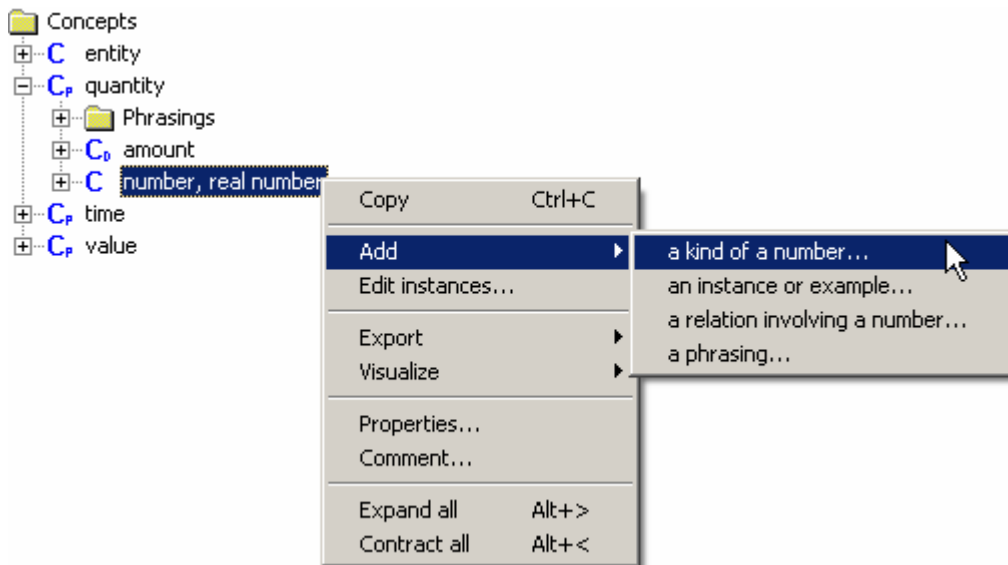 Concepts
C entity
CP quantity
Phrasings
CD amount
C number, real number
CP time
CP value
Copy Ctrl+C
Add
Edit instances...
Export
Visualize
Properties...
Comment...
Expand all Alt+>
Contract all Alt+<
a kind of a number...
an instance or example...
a relation involving a number...
a phrasing...